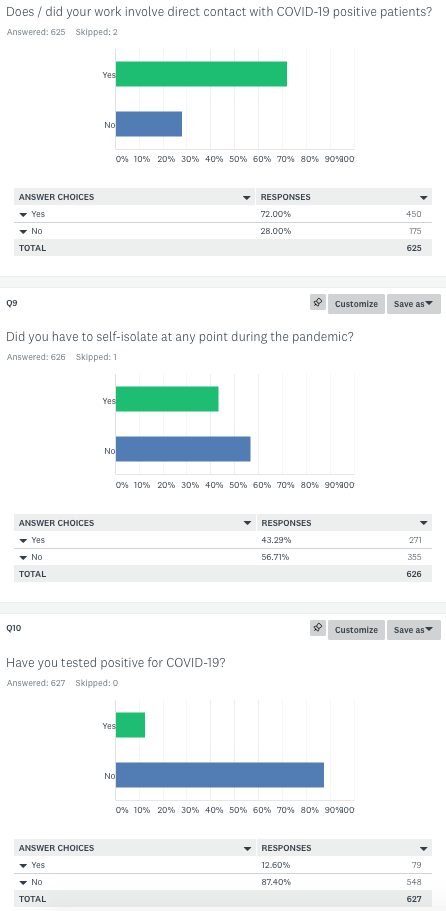 Does / did your work involve direct contact with COVID-19 positive patients?
Answered: 625 Skipped: 2
Yes
No
0% 10% 20% 30% 40% 50% 60% 70% 80% 90%100
ANSWER CHOICES RESPONSES
Yes 72.00% 450
No 28.00% 175
TOTAL 625
Q9 Customize Save as
Did you have to self-isolate at any point during the pandemic?
Answered: 626 Skipped: 1
Yes
No
0% 10% 20% 30% 40% 50% 60% 70% 80% 90%100
ANSWER CHOICES RESPONSES
Yes 43.29% 271
No 56.71% 355
TOTAL 626
Q10 Customize Save as
Have you tested positive for COVID-19?
Answered: 627 Skipped: 0
Yes
No
0% 10% 20% 30% 40% 50% 60% 70% 80% 90%100
ANSWER CHOICES RESPONSES
Yes 12.60% 79
No 87.40% 548
TOTAL 627